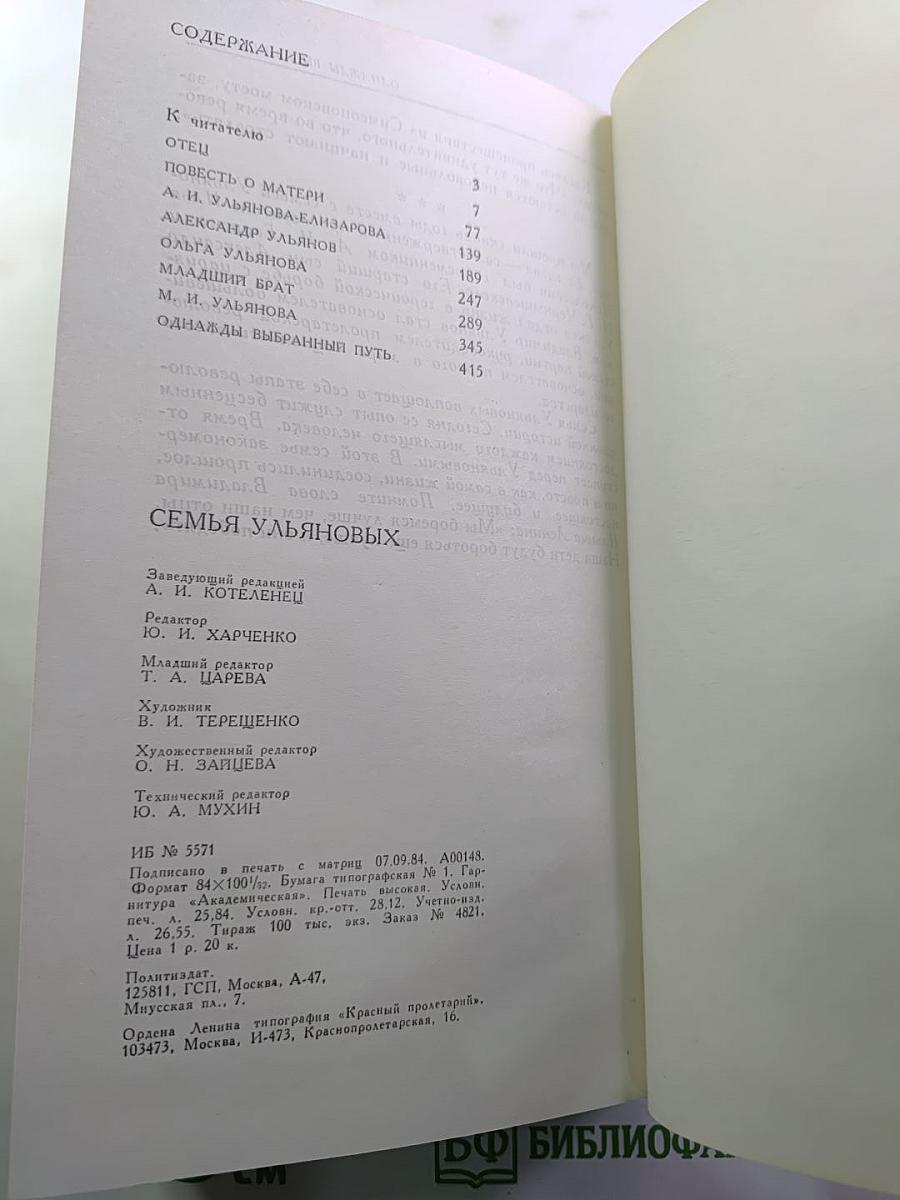 СОДЕРЖАНИЕ
К читателю 3
ОТЕЦ 7
ПОВЕСТЬ О МАТЕРИ 77
А. И. УЛЬЯНОВА-ЕЛИЗАРОВА 139
АЛЕКСАНДР УЛЬЯНОВ 189
ОЛЬГА УЛЬЯНОВА 247
МЛАДШИЙ БРАТ 289
М. И. УЛЬЯНОВА 345
ОДНАЖДЫ ВЫБРАННЫЙ ПУТЬ 415
СЕМЬЯ УЛЬЯНОВЫХ
Заведующий редакцией
А. И. КОТЕЛЕНЕЦ
Редактор
Ю. И. ХАРЧЕНКО
Младший редактор
Т. А. ЦАРЕВА
Художник
В. И. ТЕРЕЩЕНКО
Художественный редактор
О. Н. ЗАЙЦЕВА
Технический редактор
Ю. А. МУХИН
ИБ № 5571
Подписано в печать с матриц 07.09.84. А00148.
Формат 84×100¹/₃₂. Бумага типографская № 1. Гар-
нитура «Академическая». Печать высокая. Условн.
печ. л. 25,84. Условн. кр.-отт. 28,12. Учетно-изд.
л. 26,55. Тираж 100 тыс. экз. Заказ № 4821.
Цена 1 р. 20 к.
Политиздат.
125811, ГСП, Москва, А-47,
Миусская пл., 7.
Ордена Ленина типография «Красный пролетарий».
103473, Москва, И-473, Краснопролетарская, 16.
СМ
БФ БИБЛИОФА